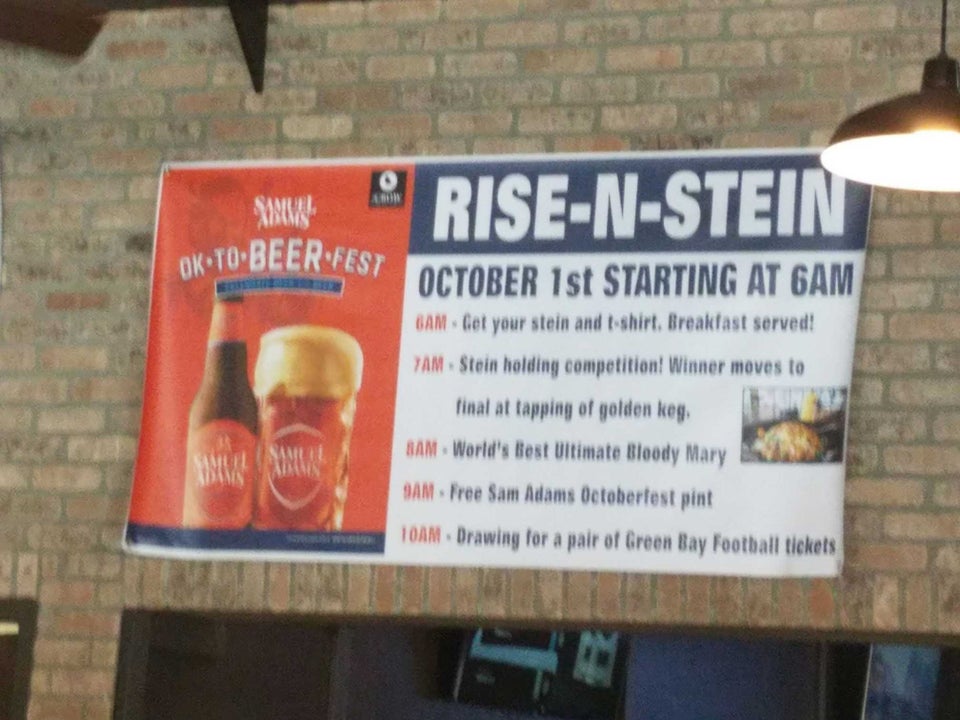 SAMUEL
ADAMS
OK·TO·BEER·FEST
RISE-N-STEIN
OCTOBER 1st STARTING AT 6AM
6AM - Get your stein and t-shirt. Breakfast served!
7AM - Stein holding competition! Winner moves to
final at tapping of golden keg.
8AM - World's Best Ultimate Bloody Mary
9AM - Free Sam Adams Octoberfest pint
10AM - Drawing for a pair of Green Bay Football tickets
SAMUEL
ADAMS
SAMUEL
ADAMS